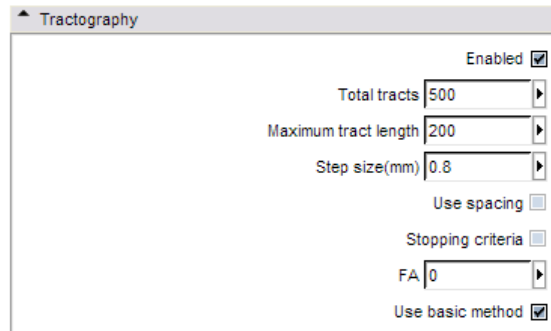 Tractography
Enabled
Total tracts 500
Maximum tract length 200
Step size(mm) 0.8
Use spacing
Stopping criteria
FA 0
Use basic method